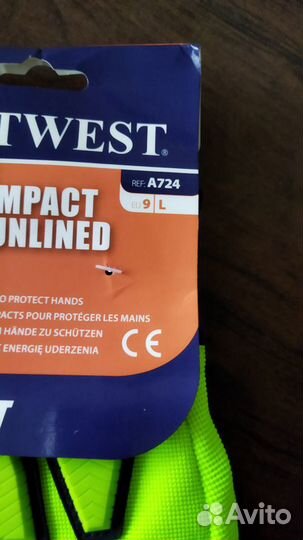 TWEST®
REF: A724
EU 9 | L
MPACT
UNLINED
O PROTECT HANDS
PACTS POUR PROTÉGER LES MAINS
HÄNDE ZU SCHÜTZEN
ENERGIĘ UDERZENIA
CE
T
Avito